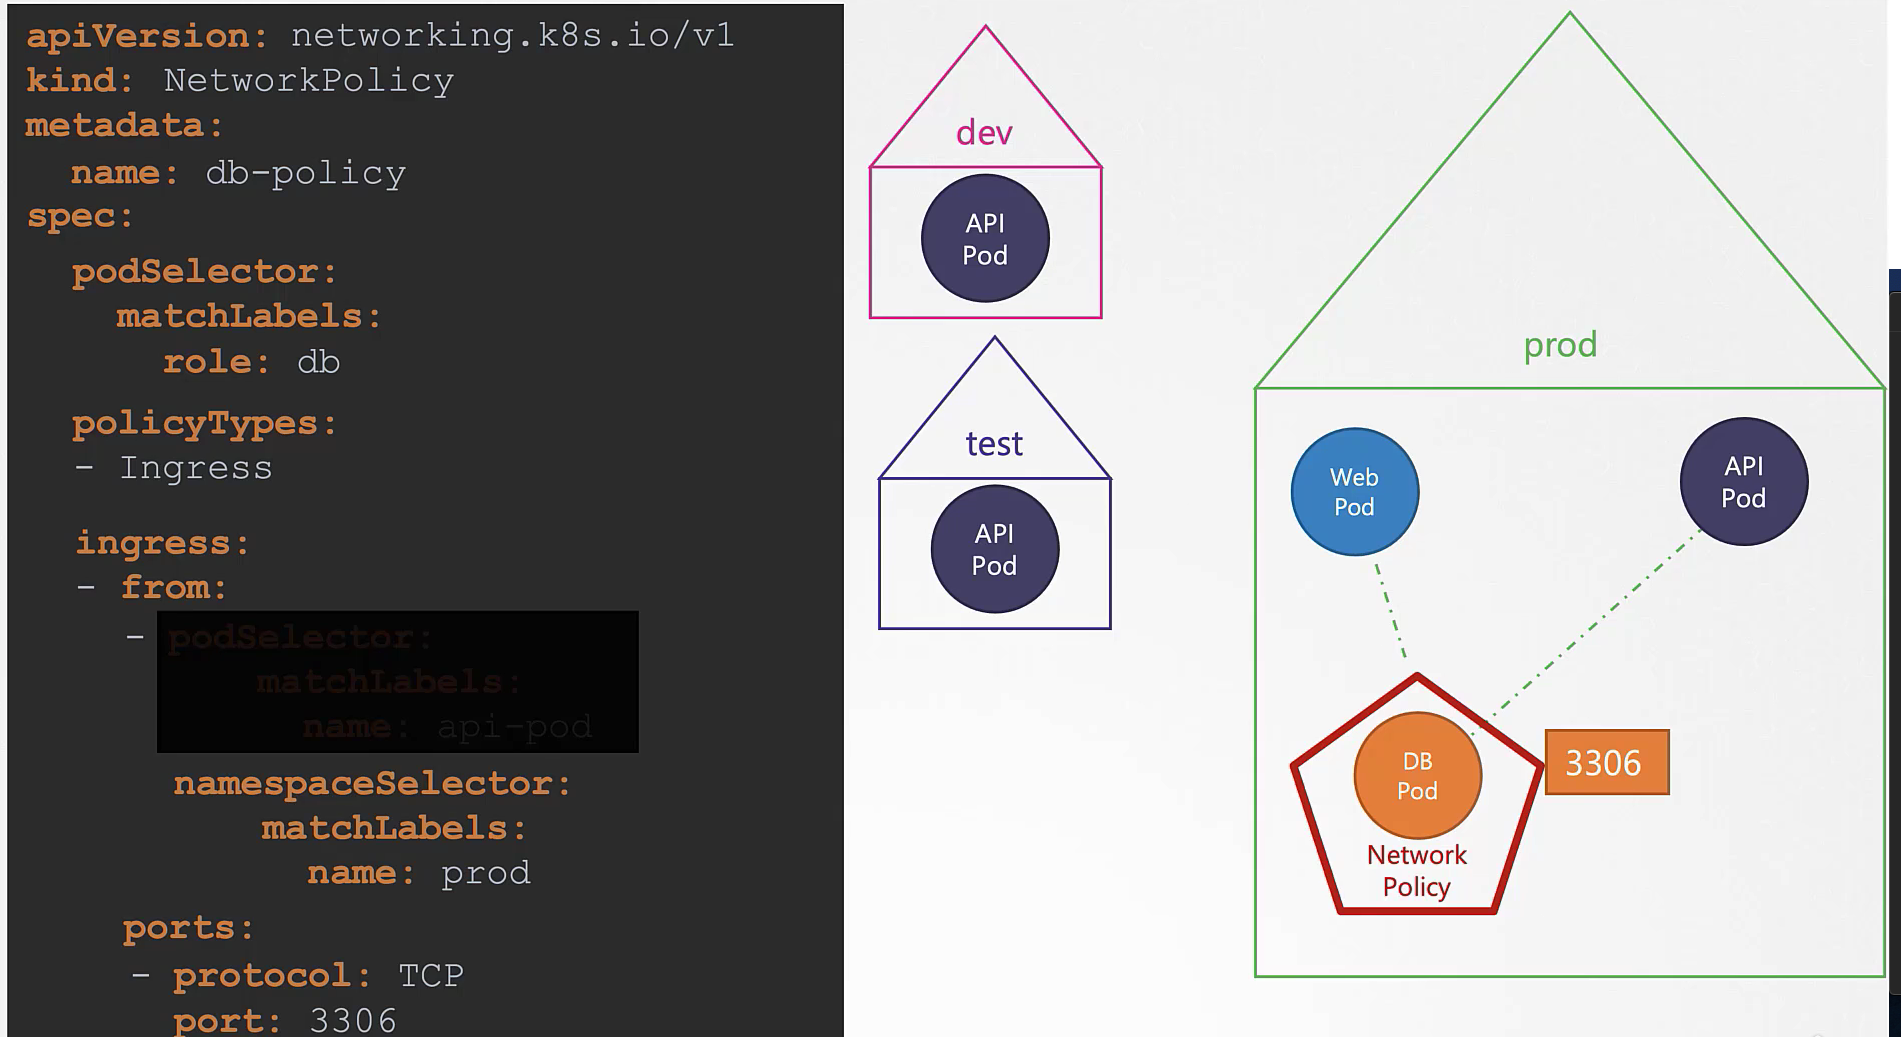 apiVersion: networking.k8s.io/v1
kind: NetworkPolicy
metadata:
name: db-policy
spec:
podSelector:
matchLabels:
role: db
policyTypes:
- Ingress
ingress:
- from:
- podSelector:
matchLabels:
name: api-pod
namespaceSelector:
matchLabels:
name: prod
ports:
- protocol: TCP
port: 3306
dev
API
Pod
test
API
Pod
prod
Web
Pod
API
Pod
DB
Pod
3306
Network
Policy